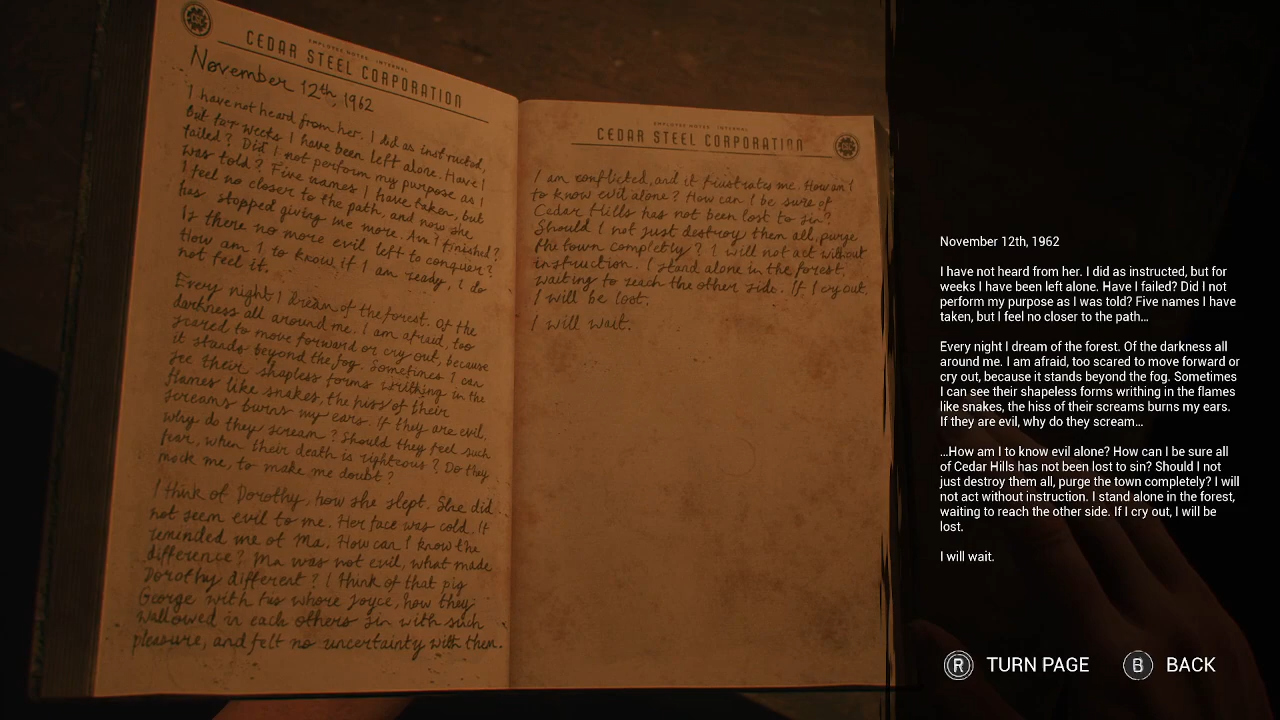 EMPLOYEE NOTES: INTERNAL
CEDAR STEEL CORPORATION
November 12th 1962
I have not heard from her. I did as instructed,
But for weeks I have been left alone. Have I
failed? Did I not perform my purpose as I
was told? Five names I have taken, but
I feel no closer to the path, and now she
has stopped giving me more. Am I finished?
Is there no more evil left to conquer?
How am I to know if I am ready, I do
not feel it.
Every night I dream of the forest. Of the
darkness all around me. I am afraid, too
scared to move forward or cry out, because
it stands beyond the fog. Sometimes I can
see their shapless forms writhing in the
flames like snakes, the hiss of their
screams burns my ears. If they are evil.
why do they scream? Should they feel such
fear, when their death is righteous? Do they
mock me, to make me doubt?
I think of Dorothy, how she slept. She did
not seem evil to me. Her face was cold. It
reminded me of Ma. How can I know the
difference? Ma was not evil, what made
Dorothy different? I think of that pig
George with his whore Joyce, how they
wallowed in each others sin with such
pleasure, and felt no uncertainty with them.
EMPLOYEE NOTES: INTERNAL
CEDAR STEEL CORPORATION
I am conflicted, and it frustrates me. How am I
to know evil alone? How can I be sure of
Cedar Hills has not been lost to sin?
Should I not just destroy them all, purge
the town completly? I will not act without
instruction. I stand alone in the forest,
waiting to reach the other side. If I cry out,
I will be lost.
I will wait.
November 12th, 1962
I have not heard from her. I did as instructed, but for
weeks I have been left alone. Have I failed? Did I not
perform my purpose as I was told? Five names I have
taken, but I feel no closer to the path…
Every night I dream of the forest. Of the darkness all
around me. I am afraid, too scared to move forward or
cry out, because it stands beyond the fog. Sometimes
I can see their shapeless forms writhing in the flames
like snakes, the hiss of their screams burns my ears.
If they are evil, why do they scream…
…How am I to know evil alone? How can I be sure all
of Cedar Hills has not been lost to sin? Should I not
just destroy them all, purge the town completely? I will
not act without instruction. I stand alone in the forest,
waiting to reach the other side. If I cry out, I will be
lost.
I will wait.
R TURN PAGE B BACK